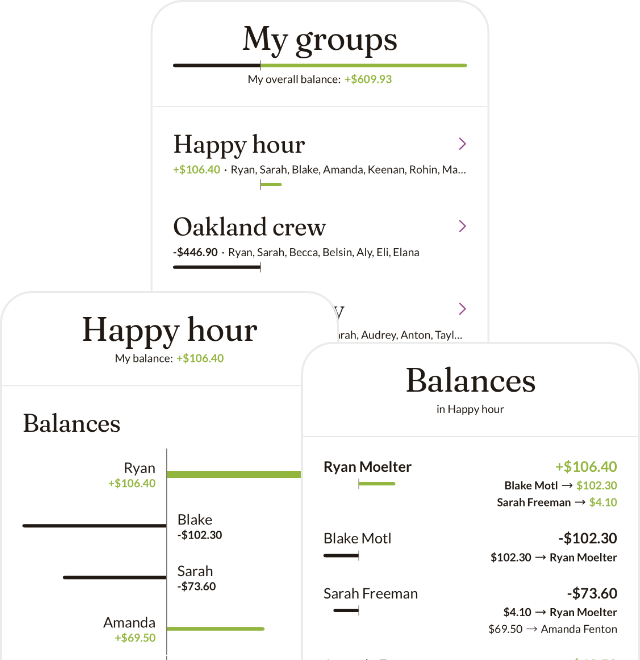 My groups
My overall balance: +$609.93
Happy hour
+$106.40 · Ryan, Sarah, Blake, Amanda, Keenan, Rohin, Ma...
Oakland crew
-$446.90 · Ryan, Sarah, Becca, Belsin, Aly, Eli, Elana
Audrey, Anton, Tayl...
Happy hour
My balance: +$106.40
Balances
Ryan
+$106.40
Blake
-$102.30
Sarah
-$73.60
Amanda
+$69.50
Balances
in Happy hour
Ryan Moelter +$106.40
Blake Motl → $102.30
Sarah Freeman → $4.10
Blake Motl -$102.30
$102.30 → Ryan Moelter
Sarah Freeman -$73.60
$4.10 → Ryan Moelter
$69.50 → Amanda Fenton